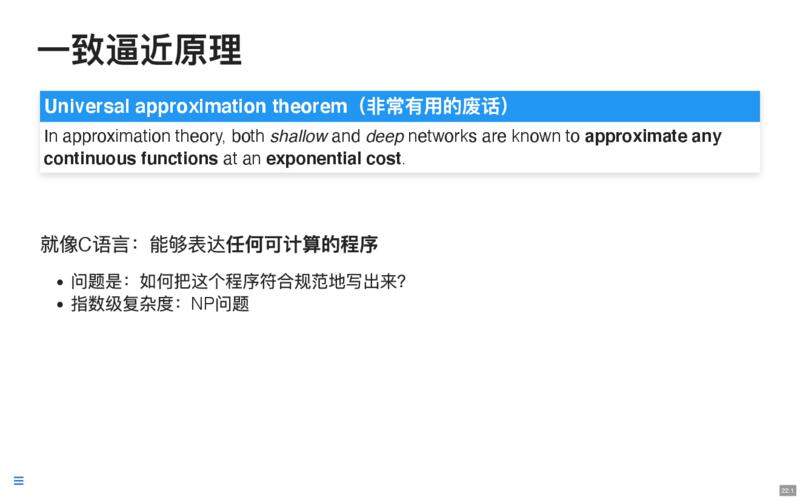 一致逼近原理
Universal approximation theorem（非常有用的废话）
In approximation theory, both shallow and deep networks are known to approximate any
continuous functions at an exponential cost.
就像C语言：能够表达任何可计算的程序
• 问题是：如何把这个程序符合规范地写出来？
• 指数级复杂度：NP问题
22.1